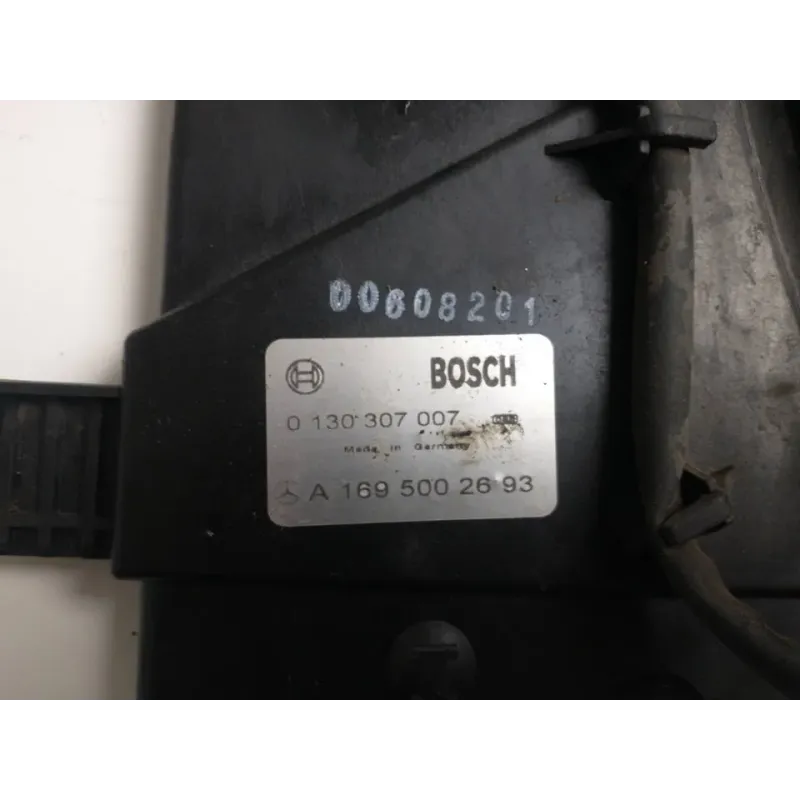 00608201
BOSCH
0 130 307 007
Made in Germany
A 169 500 26 93